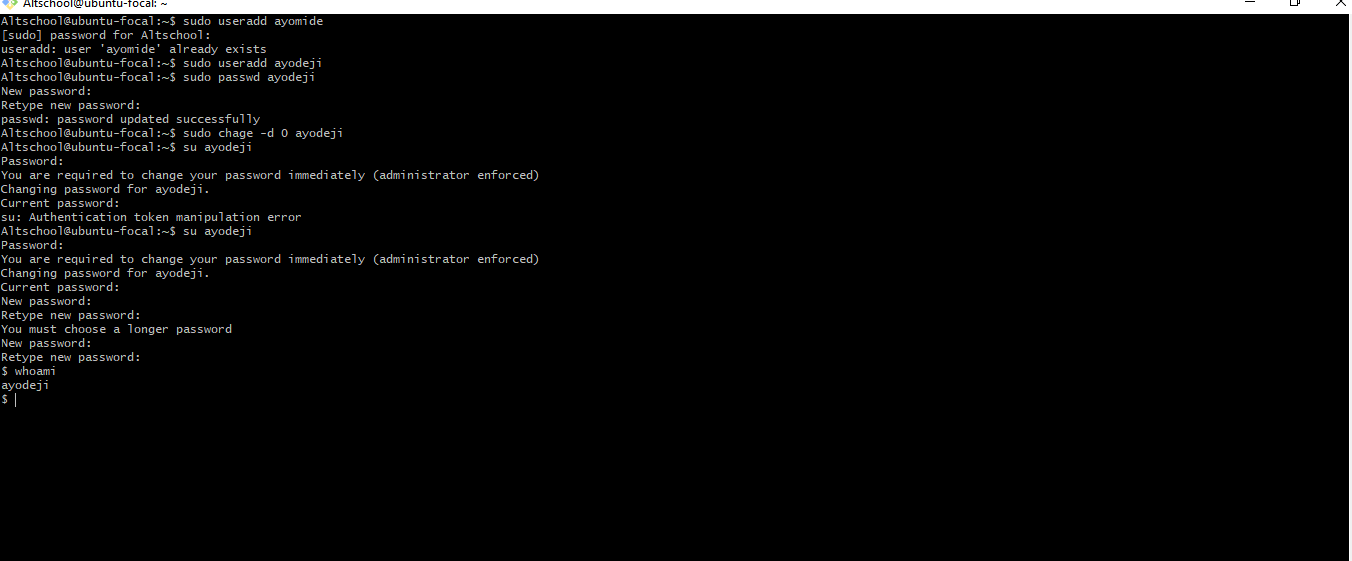 Altschool@ubuntu-focal: ~
Altschool@ubuntu-focal:~$ sudo useradd ayomide
[sudo] password for Altschool:
useradd: user 'ayomide' already exists
Altschool@ubuntu-focal:~$ sudo useradd ayodeji
Altschool@ubuntu-focal:~$ sudo passwd ayodeji
New password:
Retype new password:
passwd: password updated successfully
Altschool@ubuntu-focal:~$ sudo chage -d 0 ayodeji
Altschool@ubuntu-focal:~$ su ayodeji
Password:
You are required to change your password immediately (administrator enforced)
Changing password for ayodeji.
Current password:
su: Authentication token manipulation error
Altschool@ubuntu-focal:~$ su ayodeji
Password:
You are required to change your password immediately (administrator enforced)
Changing password for ayodeji.
Current password:
New password:
Retype new password:
You must choose a longer password
New password:
Retype new password:
$ whoami
ayodeji
$